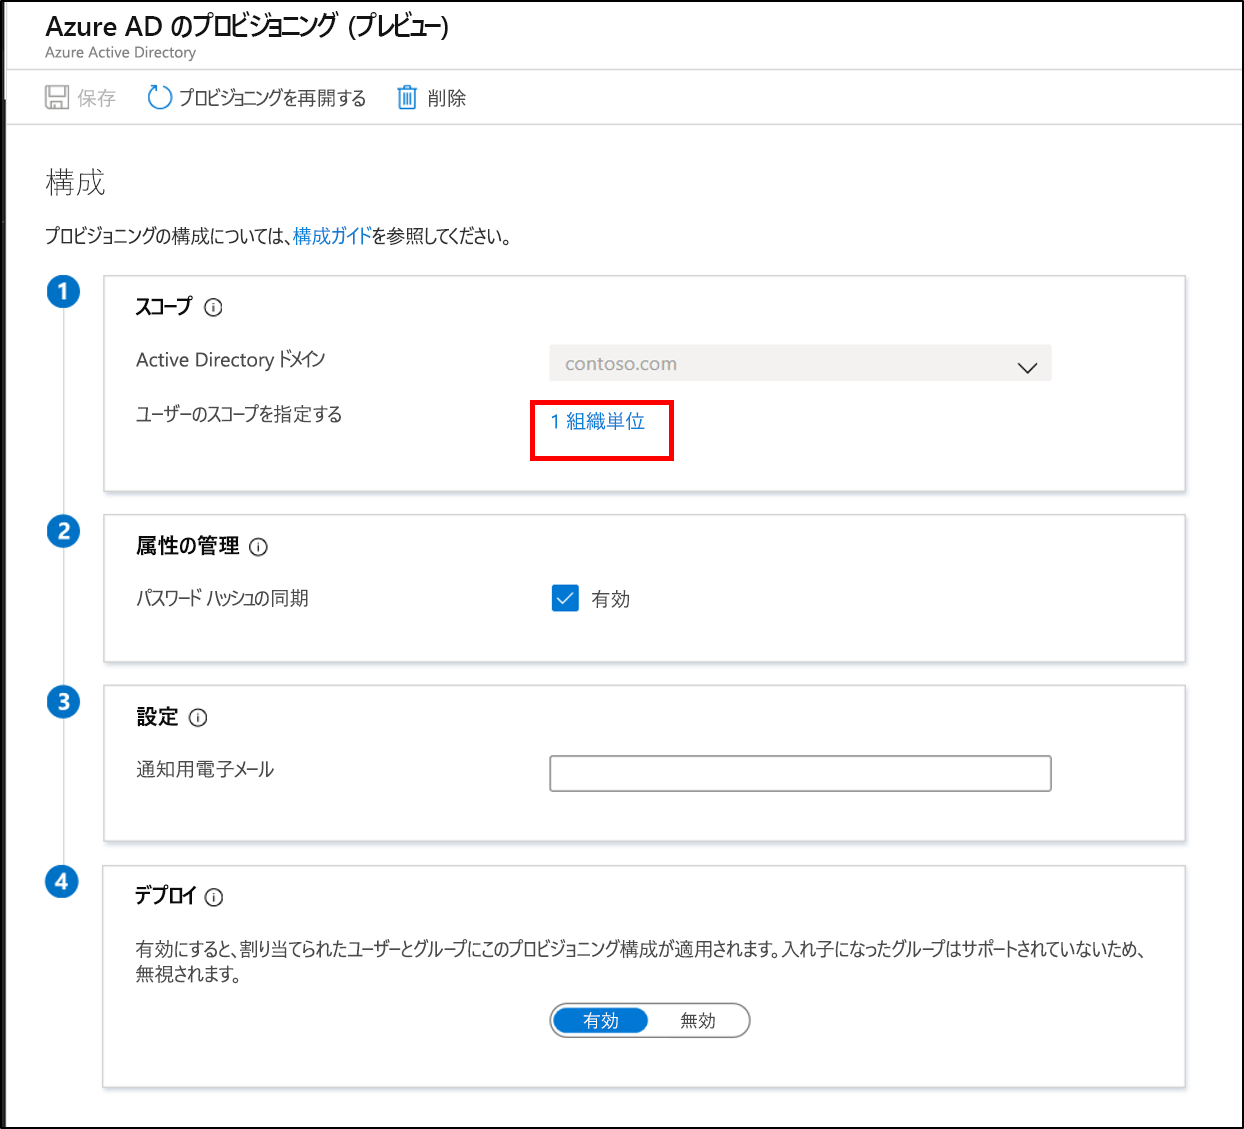 Azure AD のプロビジョニング (プレビュー)
Azure Active Directory
保存 プロビジョニングを再開する 削除
構成
プロビジョニングの構成については、構成ガイドを参照してください。
1
スコープ
Active Directory ドメイン contoso.com
ユーザーのスコープを指定する 1 組織単位
2
属性の管理
パスワード ハッシュの同期 有効
3
設定
通知用電子メール
4
デプロイ
有効にすると、割り当てられたユーザーとグループにこのプロビジョニング構成が適用されます。入れ子になったグループはサポートされていないため、
無視されます。
有効 無効